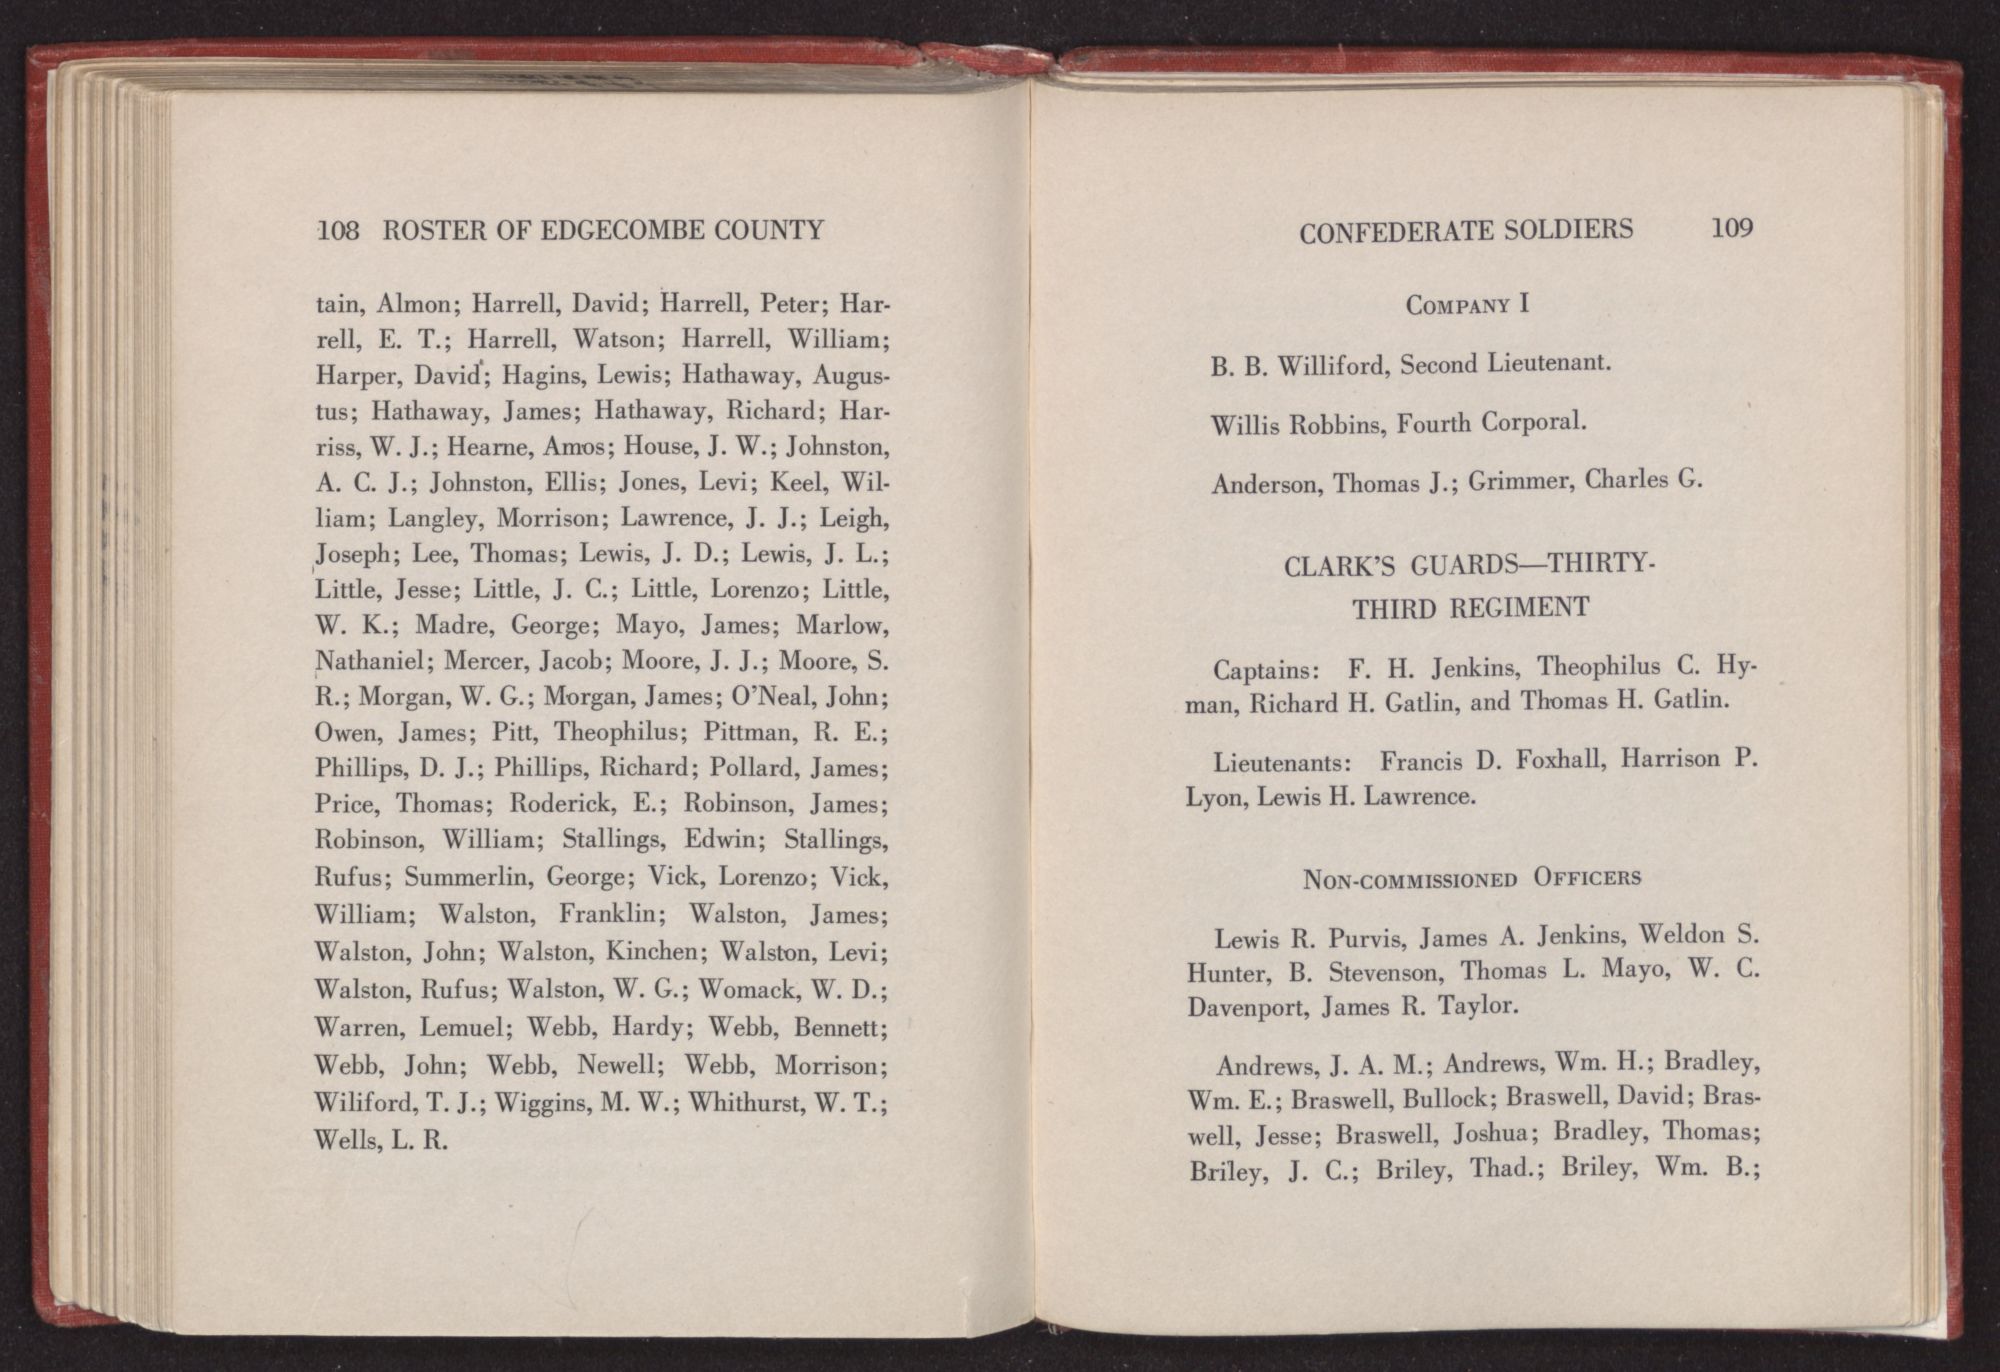 108 ROSTER OF EDGECOMBE COUNTY
tain, Almon; Harrell, David; Harrell, Peter; Har-
rell, E. T.; Harrell, Watson; Harrell, William;
Harper, David; Hagins, Lewis; Hathaway, Augus-
tus; Hathaway, James; Hathaway, Richard; Har-
riss, W. J.; Hearne, Amos; House, J. W.; Johnston,
A. C. J.; Johnston, Ellis; Jones, Levi; Keel, Wil-
liam; Langley, Morrison; Lawrence, J. J.; Leigh,
Joseph; Lee, Thomas; Lewis, J. D.; Lewis, J. L.;
Little, Jesse; Little, J. C.; Little, Lorenzo; Little,
W. K.; Madre, George; Mayo, James; Marlow,
Nathaniel; Mercer, Jacob; Moore, J. J.; Moore, S.
R.; Morgan, W. G.; Morgan, James; O'Neal, John;
Owen, James; Pitt, Theophilus; Pittman, R. E.;
Phillips, D. J.; Phillips, Richard; Pollard, James;
Price, Thomas; Roderick, E.; Robinson, James;
Robinson, William; Stallings, Edwin; Stallings,
Rufus; Summerlin, George; Vick, Lorenzo; Vick,
William; Walston, Franklin; Walston, James;
Walston, John; Walston, Kinchen; Walston, Levi;
Walston, Rufus; Walston, W. G.; Womack, W. D.;
Warren, Lemuel; Webb, Hardy; Webb, Bennett;
Webb, John; Webb, Newell; Webb, Morrison;
Wiliford, T. J.; Wiggins, M. W.; Whithurst, W. T.;
Wells, L. R.
CONFEDERATE SOLDIERS 109
COMPANY I
B. B. Williford, Second Lieutenant.
Willis Robbins, Fourth Corporal.
Anderson, Thomas J.; Grimmer, Charles G.
CLARK'S GUARDS—THIRTY-
THIRD REGIMENT
Captains: F. H. Jenkins, Theophilus C. Hy-
man, Richard H. Gatlin, and Thomas H. Gatlin.
Lieutenants: Francis D. Foxhall, Harrison P.
Lyon, Lewis H. Lawrence.
NON-COMMISSIONED OFFICERS
Lewis R. Purvis, James A. Jenkins, Weldon S.
Hunter, B. Stevenson, Thomas L. Mayo, W. C.
Davenport, James R. Taylor.
Andrews, J. A. M.; Andrews, Wm. H.; Bradley,
Wm. E.; Braswell, Bullock; Braswell, David; Bras-
well, Jesse; Braswell, Joshua; Bradley, Thomas;
Briley, J. C.; Briley, Thad.; Briley, Wm. B.;